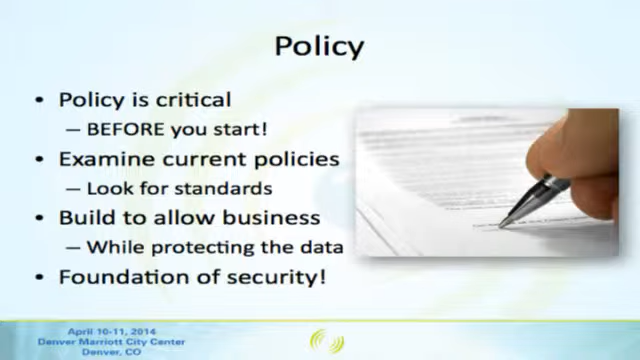 Policy
• Policy is critical
– BEFORE you start!
• Examine current policies
– Look for standards
• Build to allow business
– While protecting the data
• Foundation of security!
April 10-11, 2014
Denver Marriott City Center
Denver, CO